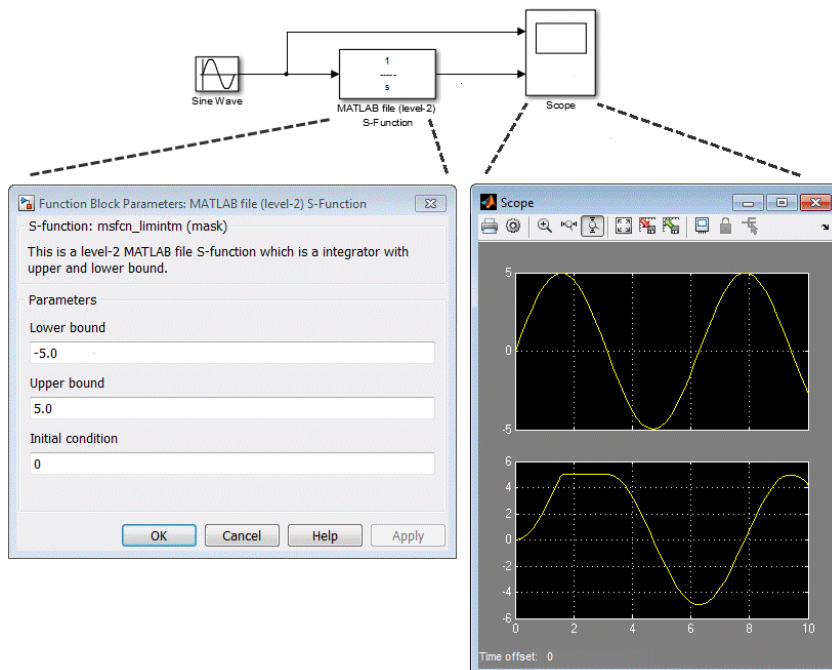 1
-----
s
Sine Wave
MATLAB file (level-2)
S-Function
Scope
Function Block Parameters: MATLAB file (level-2) S-Function
S-function: msfcn_limintm (mask)
This is a level-2 MATLAB file S-function which is a integrator with
upper and lower bound.
Parameters
Lower bound
-5.0
Upper bound
5.0
Initial condition
0
OK Cancel Help Apply
Scope
5
0
-5
6
4
2
0
-2
-4
-6
0 2 4 6 8 10
Time offset: 0